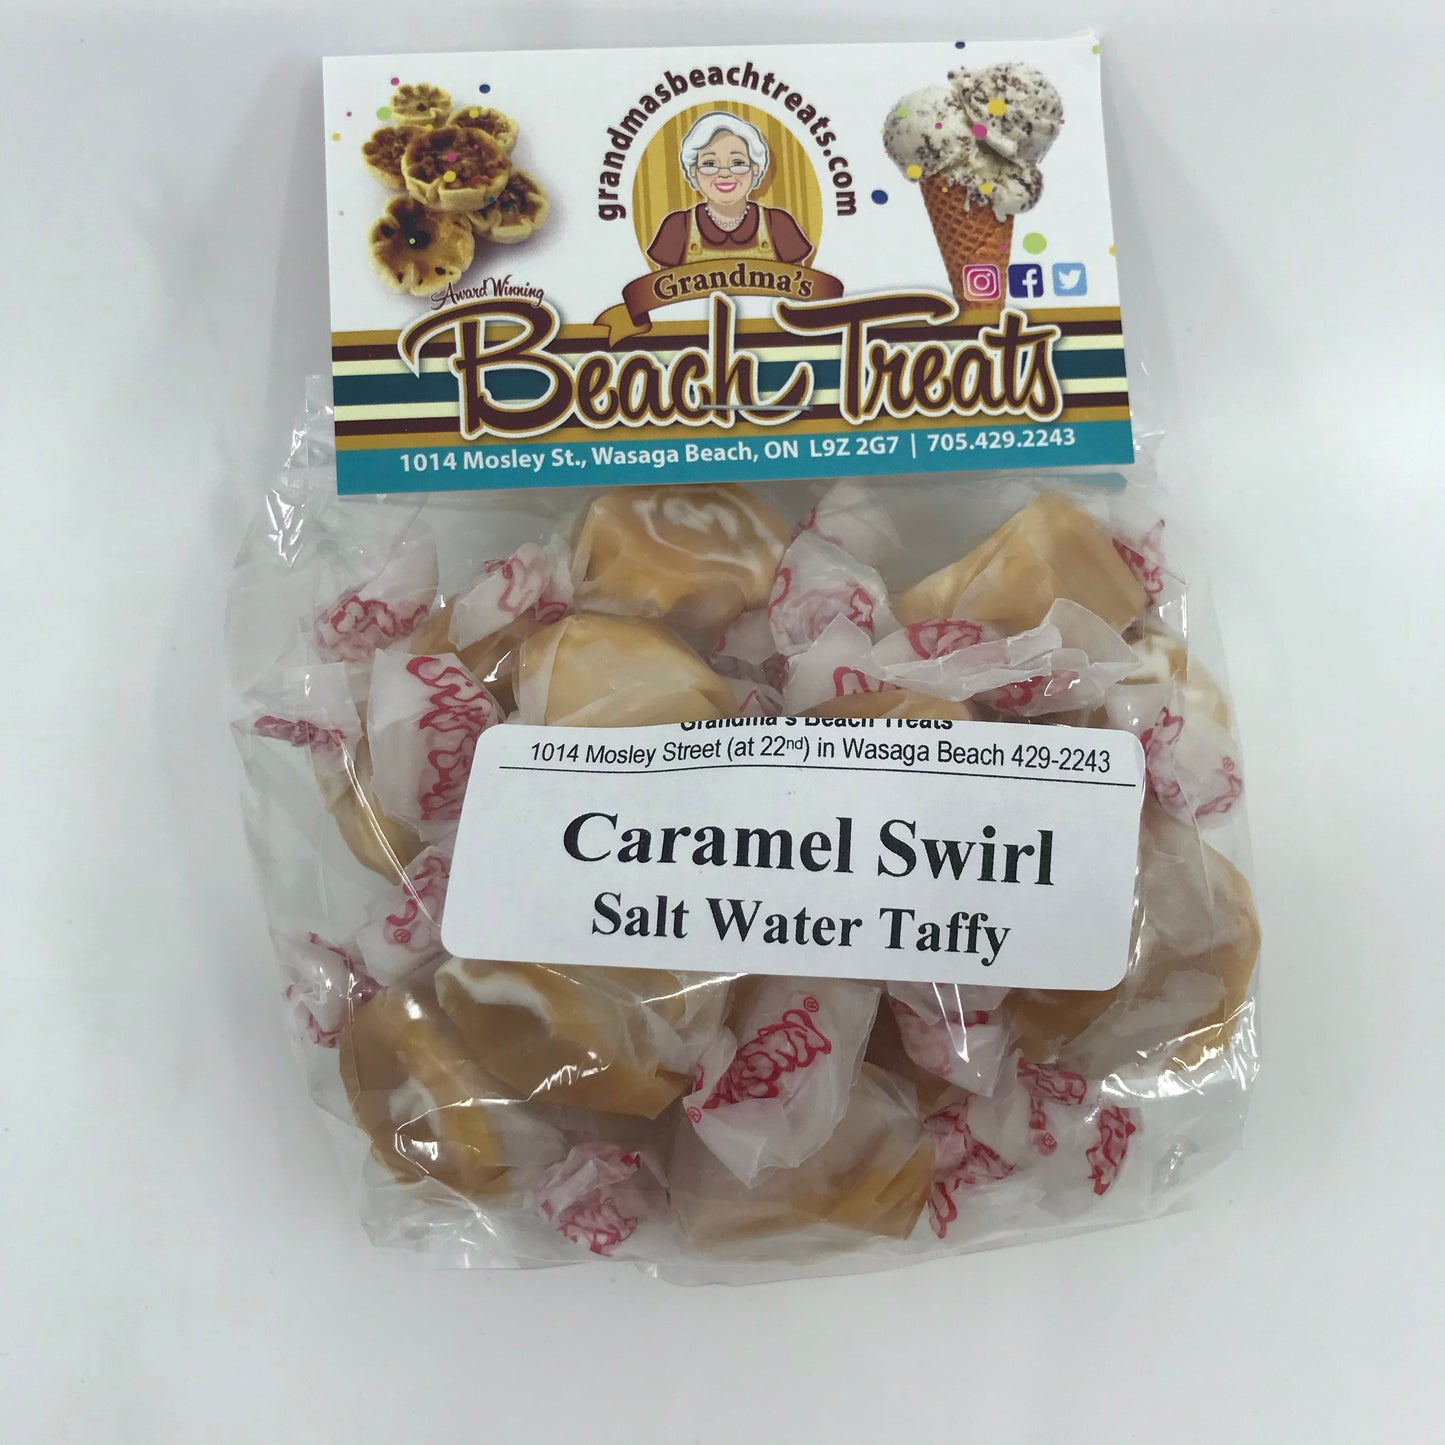 grandmasbeachtreats.com
Grandma's
Award Winning
Beach Treats
1014 Mosley St., Wasaga Beach, ON L9Z 2G7 | 705.429.2243
Grandma's Beach Treats
1014 Mosley Street (at 22nd) in Wasaga Beach 429-2243
Caramel Swirl
Salt Water Taffy